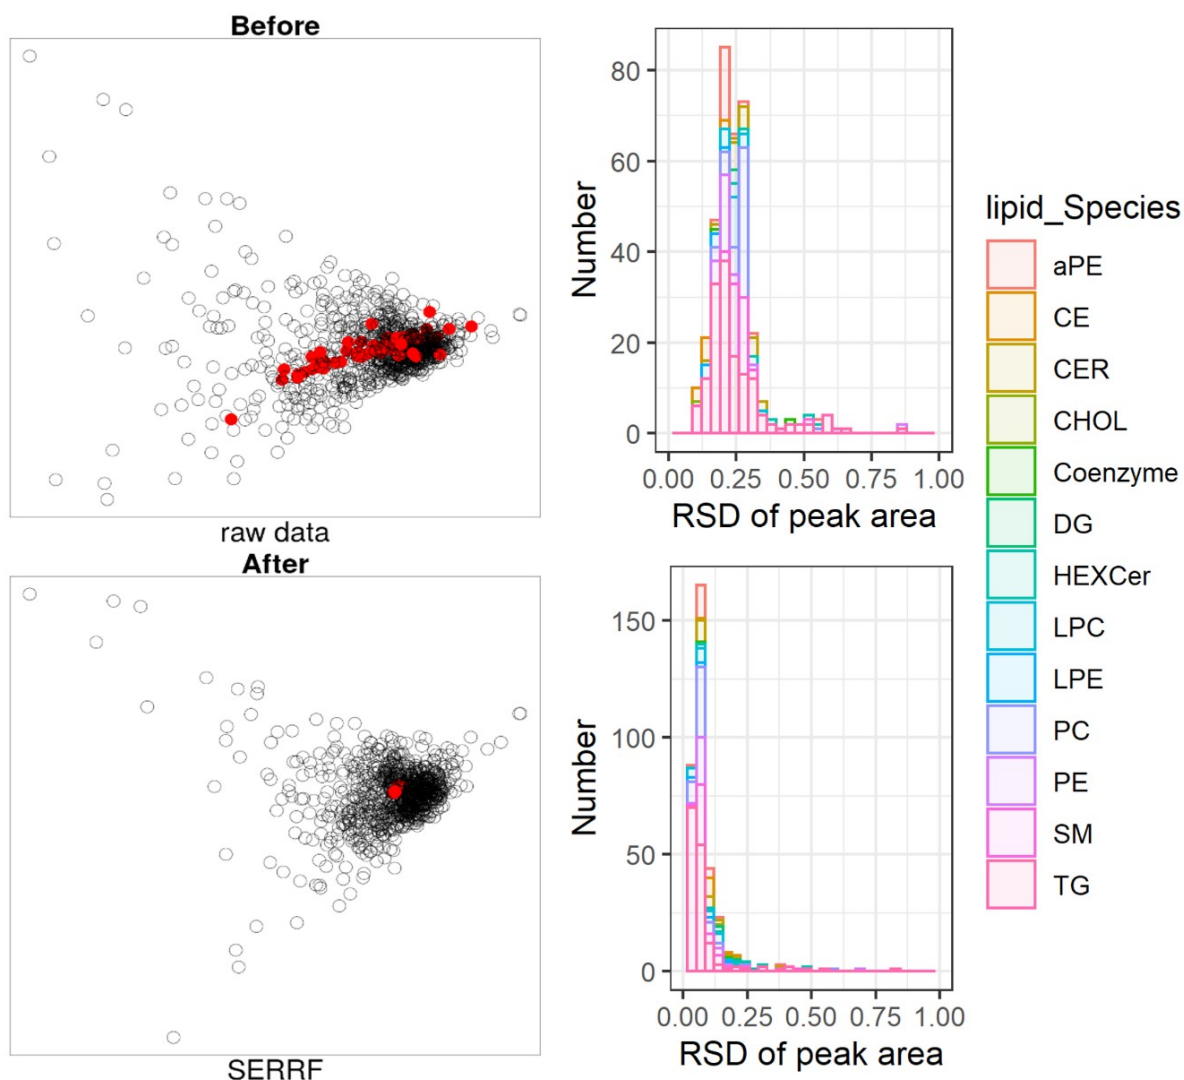 Before
raw data
80
60
40
20
0
Number
0.00 0.25 0.50 0.75 1.00
RSD of peak area
After
SERRF
150
100
50
0
Number
0.00 0.25 0.50 0.75 1.00
RSD of peak area
lipid_Species
aPE
CE
CER
CHOL
Coenzyme
DG
HEXCer
LPC
LPE
PC
PE
SM
TG